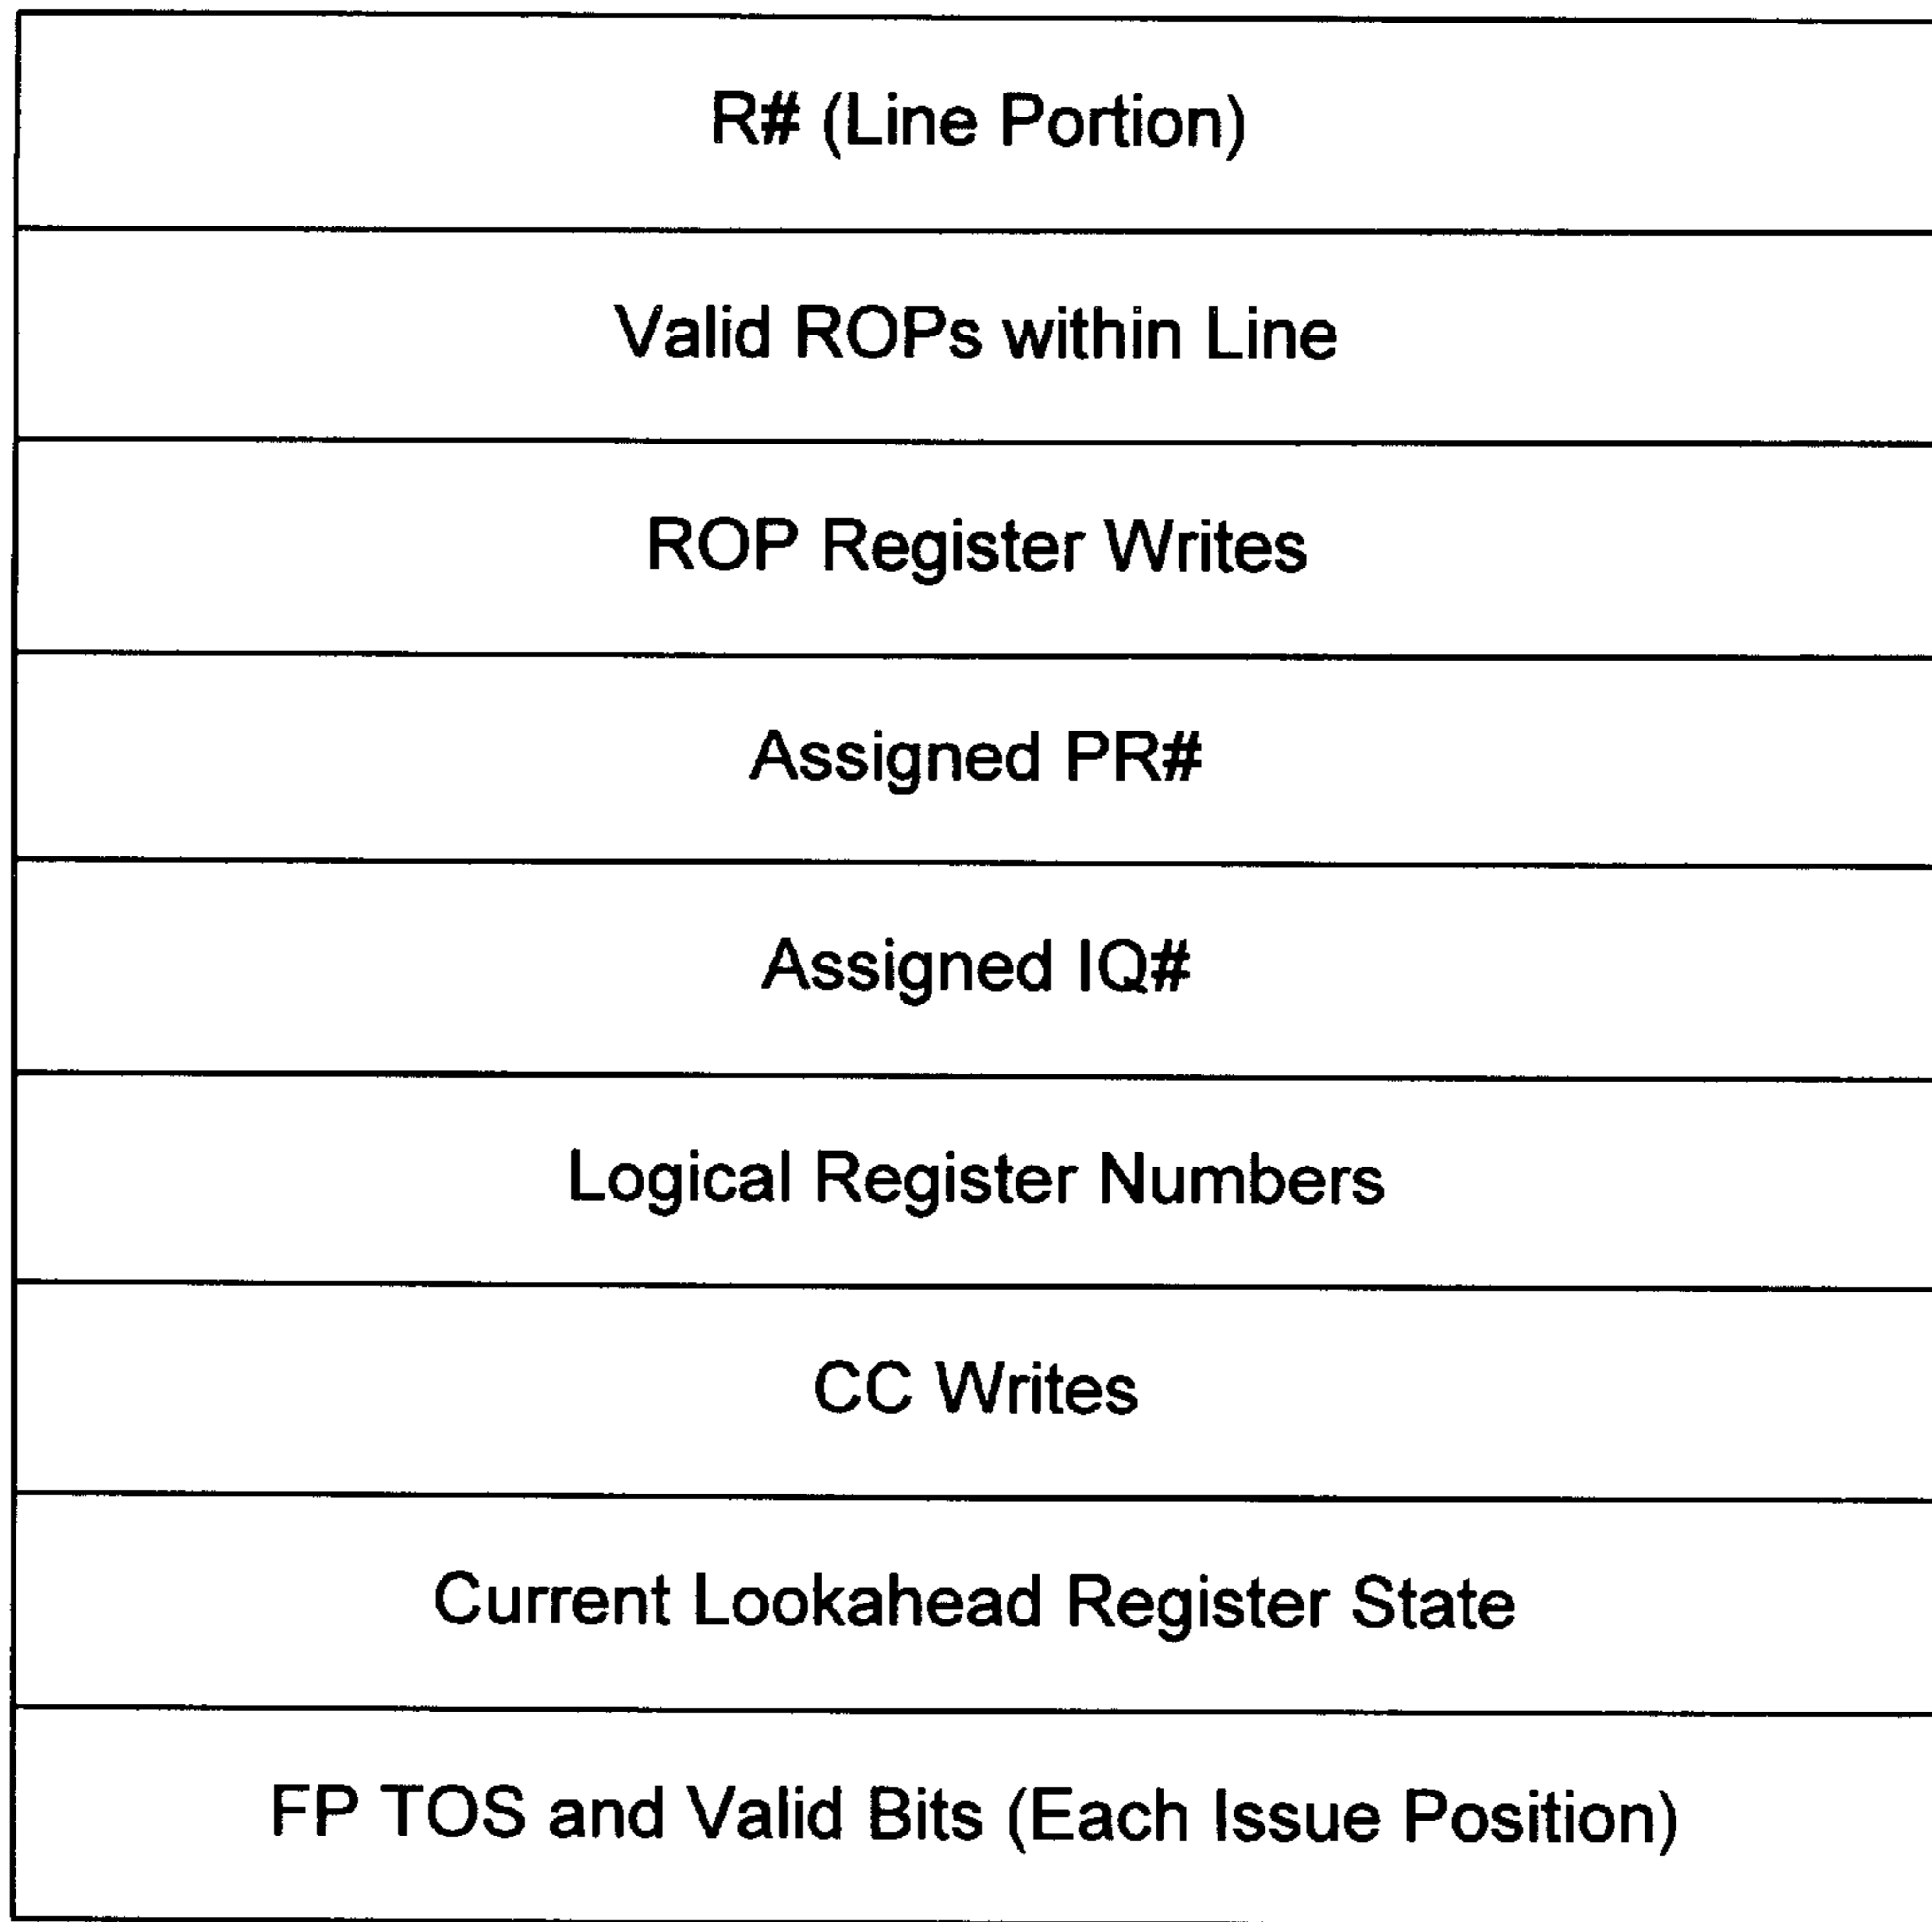 R# (Line Portion)
Valid ROPs within Line
ROP Register Writes
Assigned PR#
Assigned IQ#
Logical Register Numbers
CC Writes
Current Lookahead Register State
FP TOS and Valid Bits (Each Issue Position)